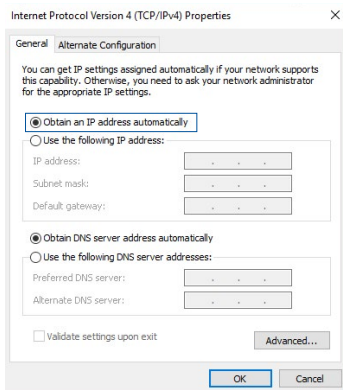 Internet Protocol Version 4 (TCP/IPv4) Properties
General Alternate Configuration
You can get IP settings assigned automatically if your network supports
this capability. Otherwise, you need to ask your network administrator
for the appropriate IP settings.
Obtain an IP address automatically
Use the following IP address:
IP address:
Subnet mask:
Default gateway:
Obtain DNS server address automatically
Use the following DNS server addresses:
Preferred DNS server:
Alternate DNS server:
Validate settings upon exit
Advanced...
OK Cancel